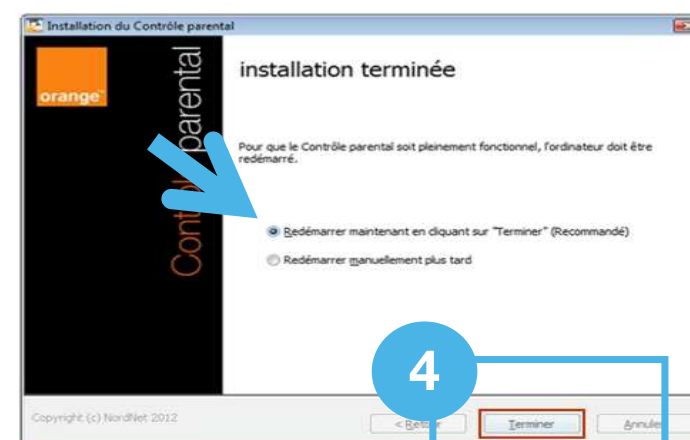 Installation du Contrôle parental
orange
Contrôle parental
installation terminée
Pour que le Contrôle parental soit pleinement fonctionnel, l'ordinateur doit être
redémarré.
Redémarrer maintenant en cliquant sur "Terminer" (Recommandé)
Redémarrer manuellement plus tard
4
Copyright (c) NordNet 2012
< Retour
Terminer
Annuler